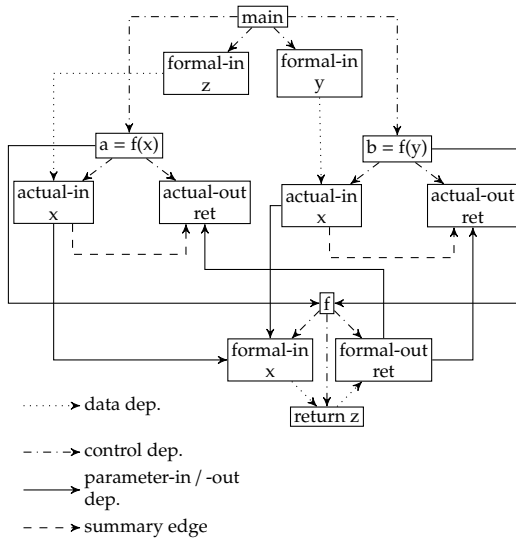 main
formal-in
z
formal-in
y
a = f(x)
b = f(y)
actual-in
x
actual-out
ret
actual-in
x
actual-out
ret
f
formal-in
x
formal-out
ret
return z
data dep.
control dep.
parameter-in / -out
dep.
summary edge